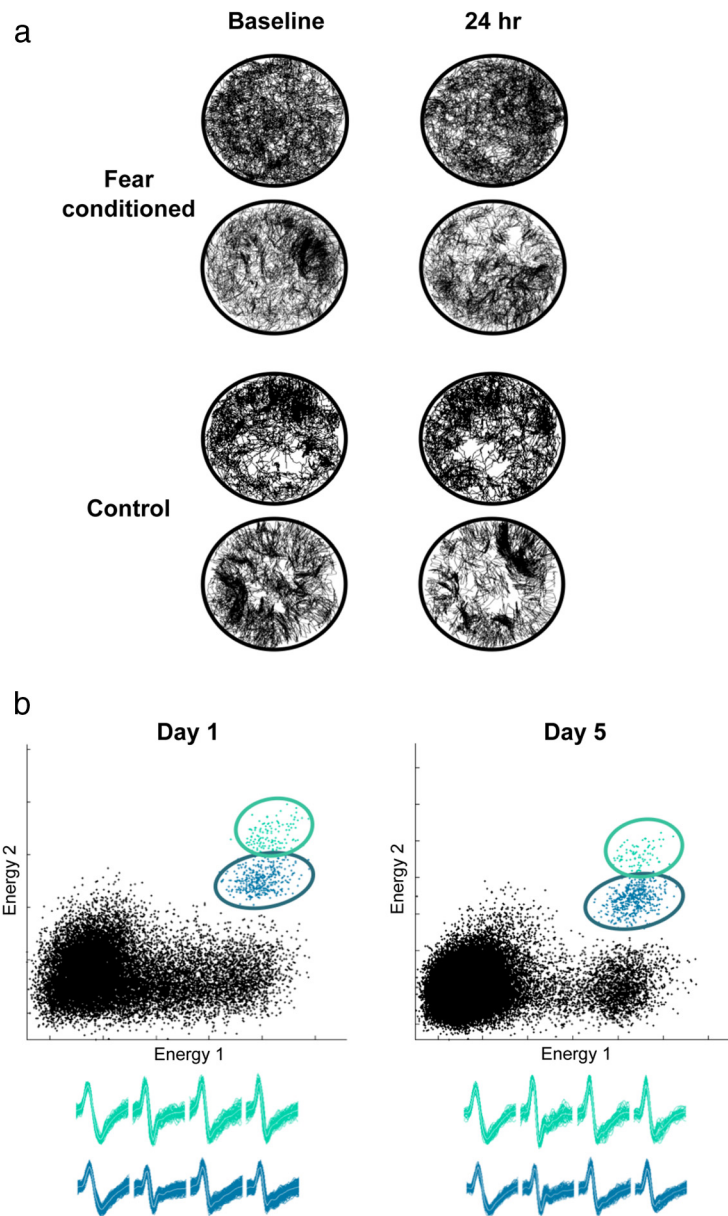 a
Baseline
24 hr
Fear
conditioned
Control
b
Day 1
Day 5
Energy 2
Energy 2
Energy 1
Energy 1